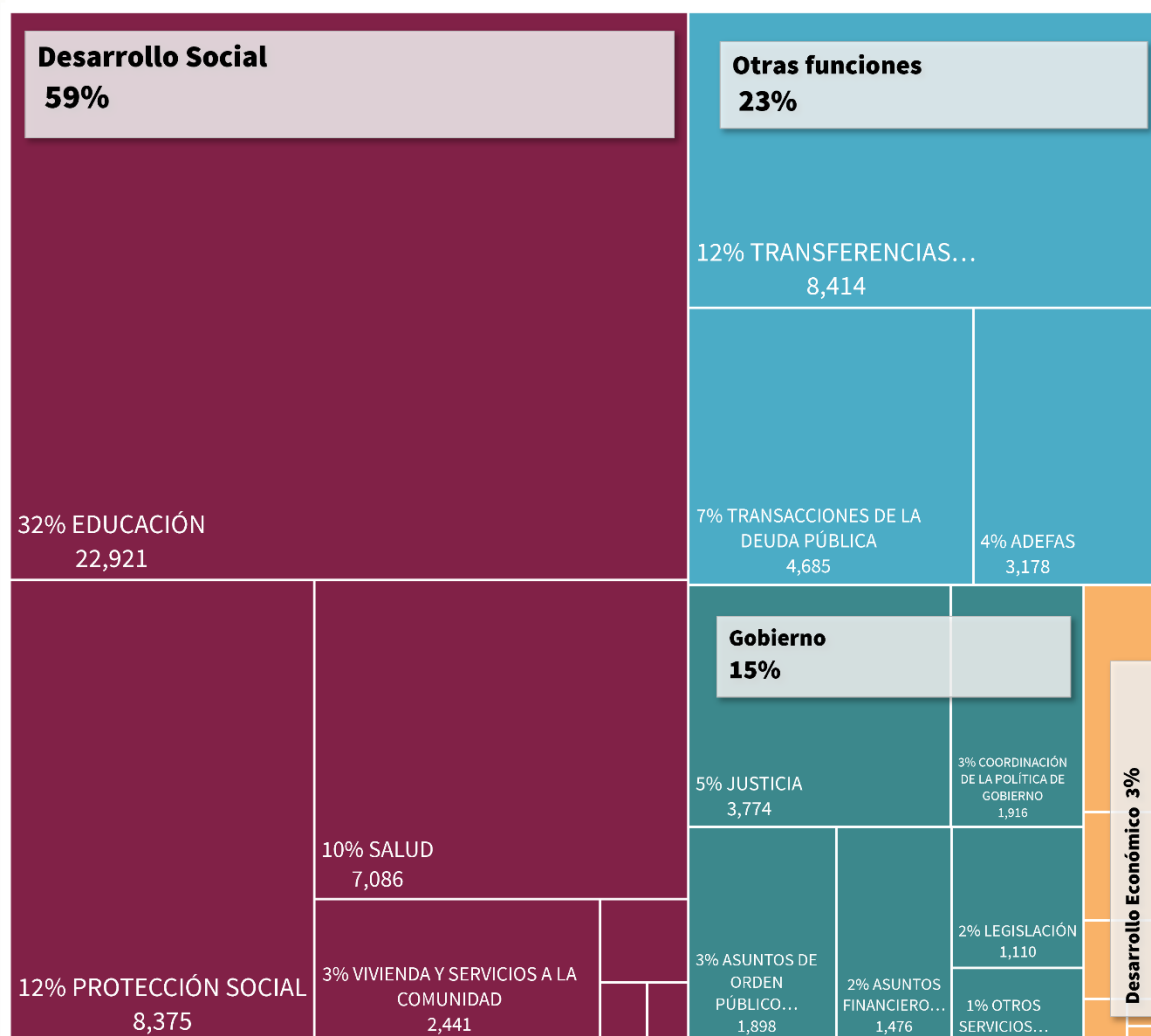 Desarrollo Social
59%
32% EDUCACIÓN
22,921
12% PROTECCIÓN SOCIAL
8,375
10% SALUD
7,086
3% VIVIENDA Y SERVICIOS A LA
COMUNIDAD
2,441
Otras funciones
23%
12% TRANSFERENCIAS…
8,414
7% TRANSACCIONES DE LA
DEUDA PÚBLICA
4,685
4% ADEFAS
3,178
Gobierno
15%
5% JUSTICIA
3,774
3% COORDINACIÓN
DE LA POLÍTICA DE
GOBIERNO
1,916
3% ASUNTOS DE
ORDEN
PÚBLICO…
1,898
2% ASUNTOS
FINANCIERO…
1,476
2% LEGISLACIÓN
1,110
1% OTROS
SERVICIOS…
Desarrollo Económico 3%